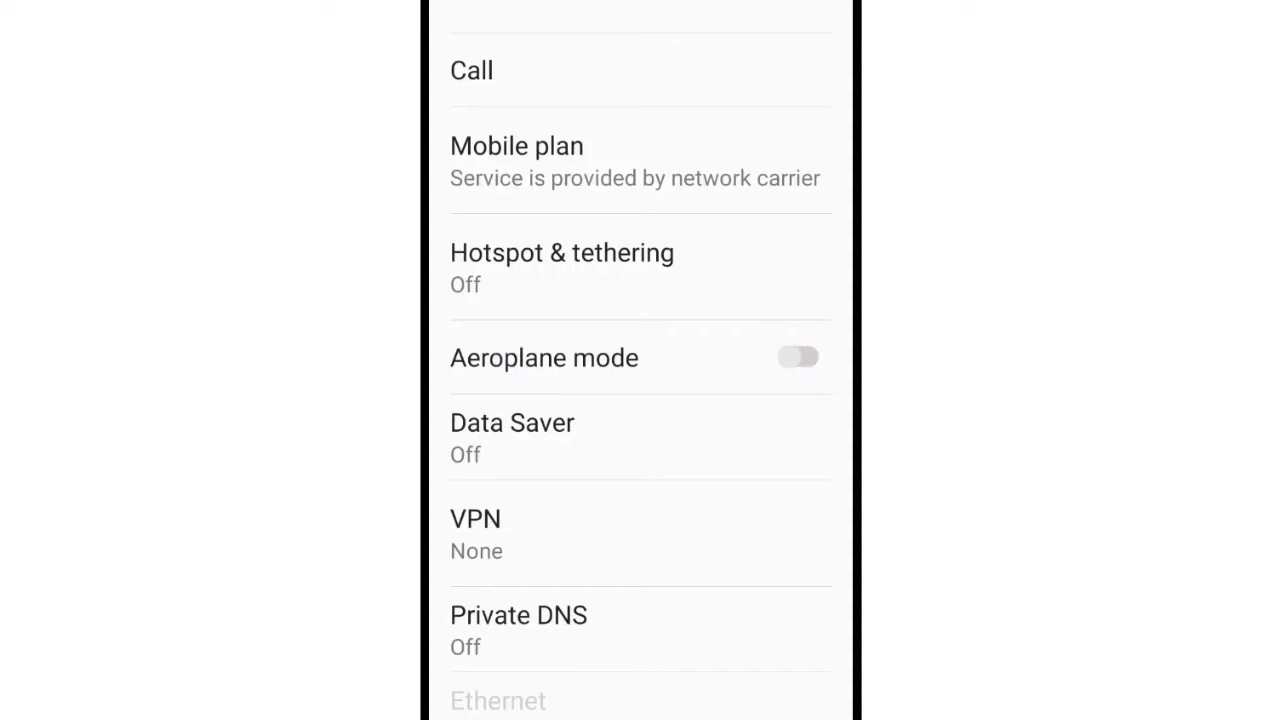 Call
Mobile plan
Service is provided by network carrier
Hotspot & tethering
Off
Aeroplane mode
Data Saver
Off
VPN
None
Private DNS
Off
Ethernet